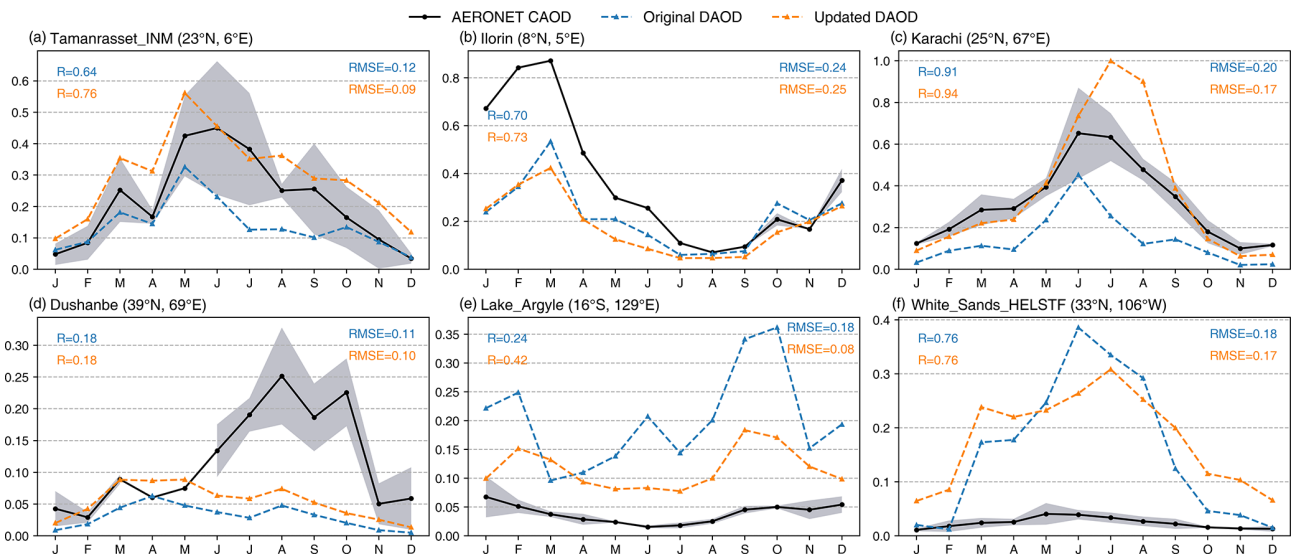 AERONET CAOD Original DAOD Updated DAOD
(a) Tamanrasset_INM (23°N, 6°E) (b) Ilorin (8°N, 5°E) (c) Karachi (25°N, 67°E)
R=0.64 RMSE=0.12
R=0.76 RMSE=0.09
0.6
0.5
0.4
0.3
0.2
0.1
0.0
J F M A M J J A S O N D
RMSE=0.24
RMSE=0.25
R=0.70
R=0.73
0.8
0.6
0.4
0.2
0.0
J F M A M J J A S O N D
R=0.91 RMSE=0.20
R=0.94 RMSE=0.17
1.0
0.8
0.6
0.4
0.2
0.0
J F M A M J J A S O N D
(d) Dushanbe (39°N, 69°E) (e) Lake_Argyle (16°S, 129°E) (f) White_Sands_HELSTF (33°N, 106°W)
R=0.18 RMSE=0.11
R=0.18 RMSE=0.10
0.30
0.25
0.20
0.15
0.10
0.05
0.00
J F M A M J J A S O N D
R=0.24 RMSE=0.18
R=0.42 RMSE=0.08
0.35
0.30
0.25
0.20
0.15
0.10
0.05
0.00
J F M A M J J A S O N D
R=0.76 RMSE=0.18
R=0.76 RMSE=0.17
0.4
0.3
0.2
0.1
0.0
J F M A M J J A S O N D